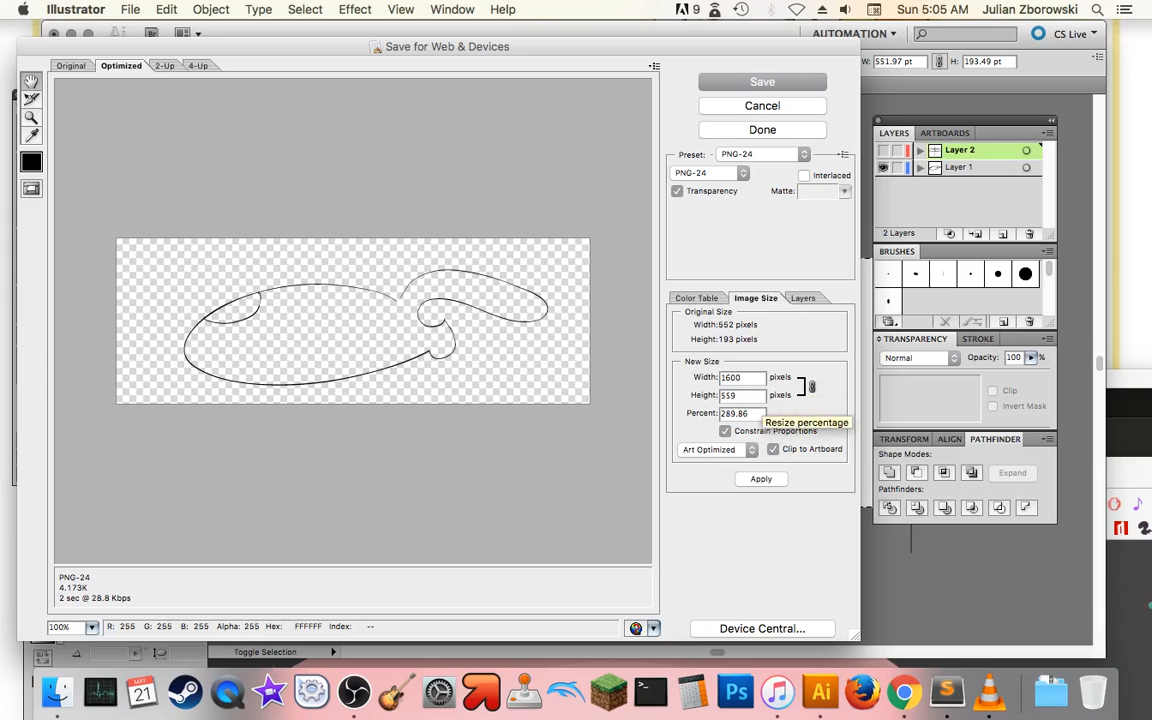 Illustrator File Edit Object Type Select Effect View Window Help 9 Sun 5:05 AM Julian Zborowski
Br AUTOMATION CS Live
Save for Web & Devices
W: 551.97 pt H: 193.49 pt
Original Optimized 2-Up 4-Up
Save
Cancel
Done
Preset: PNG-24
PNG-24 Interlaced
Transparency Matte:
LAYERS ARTBOARDS
Layer 2
Layer 1
2 Layers
BRUSHES
Color Table Image Size Layers
Original Size
Width:552 pixels
Height:193 pixels
New Size
Width: 1600 pixels
Height: 559 pixels
Percent: 289.86
Resize percentage
Constrain Proportions
Art Optimized Clip to Artboard
Apply
TRANSPARENCY STROKE
Normal Opacity: 100 %
Clip
Invert Mask
TRANSFORM ALIGN PATHFINDER
Shape Modes:
Expand
Pathfinders:
PNG-24
4.173K
2 sec @ 28.8 Kbps
100% R: 255 G: 255 B: 255 Alpha: 255 Hex: FFFFFF Index: --
Device Central...
Toggle Selection
MAY
21
Ps
Ai
S